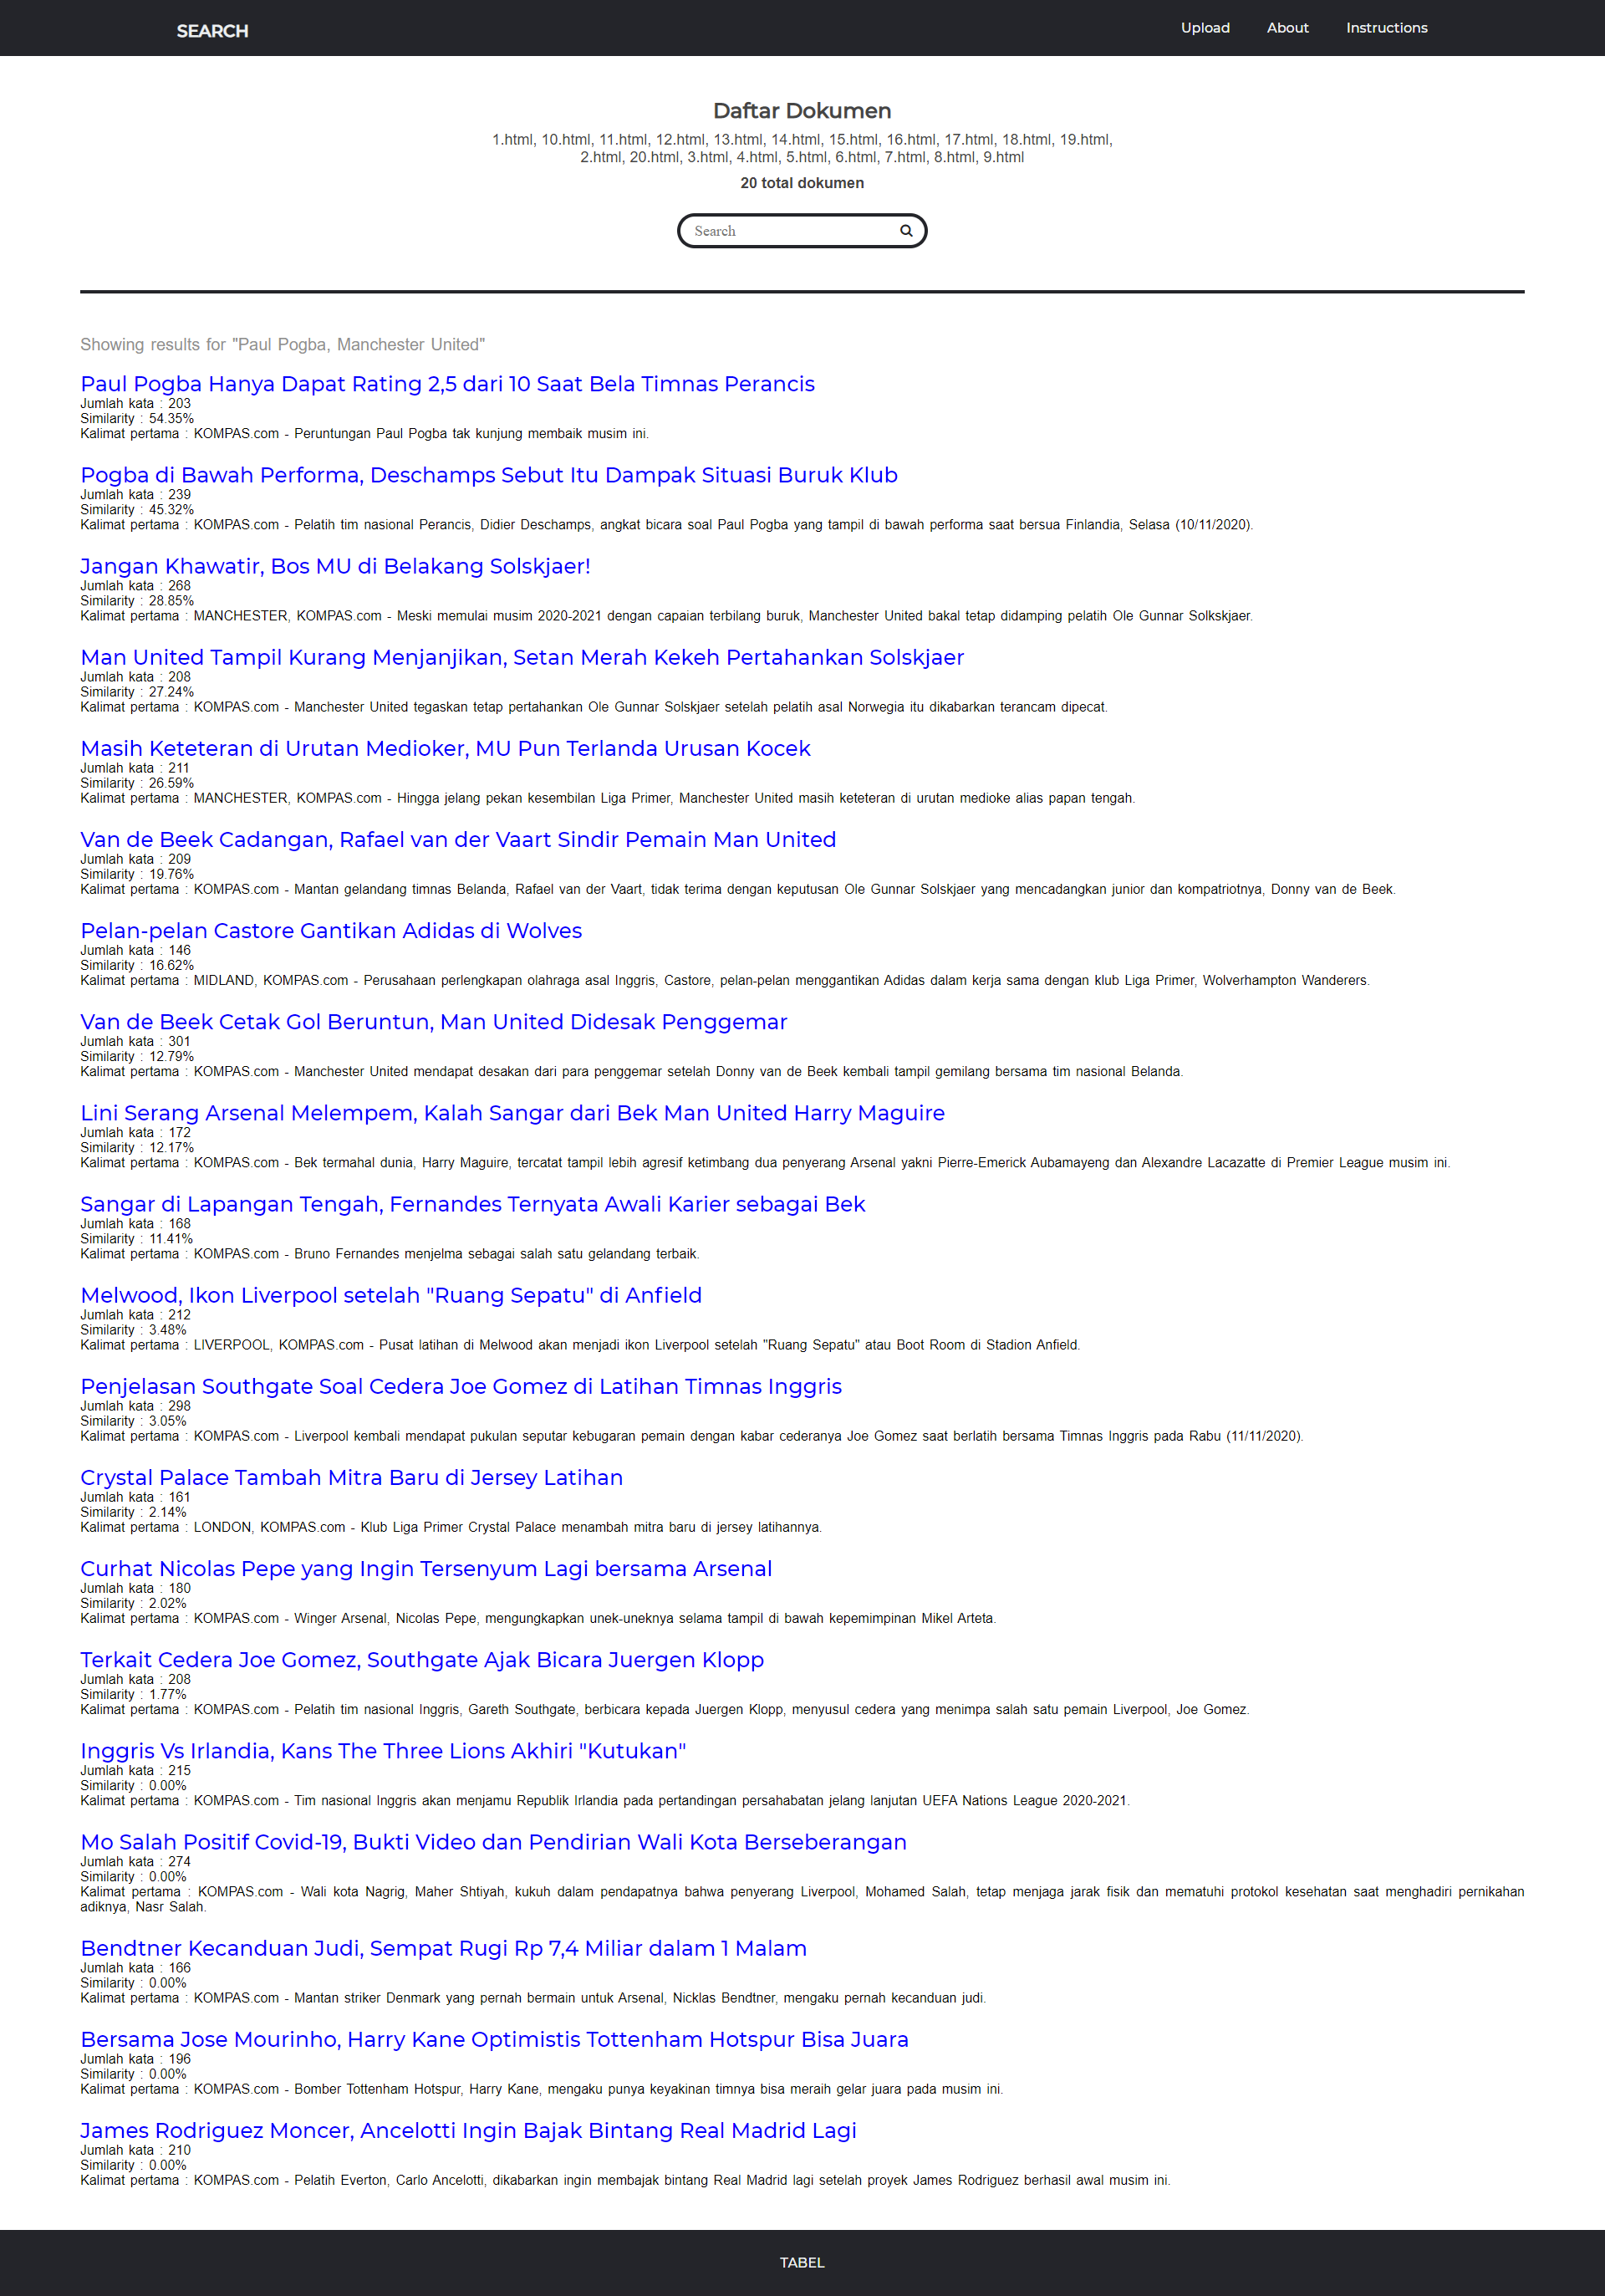 SEARCH
Upload
About
Instructions
Daftar Dokumen
1.html, 10.html, 11.html, 12.html, 13.html, 14.html, 15.html, 16.html, 17.html, 18.html, 19.html,
2.html, 20.html, 3.html, 4.html, 5.html, 6.html, 7.html, 8.html, 9.html
20 total dokumen
Search
Showing results for "Paul Pogba, Manchester United"
Paul Pogba Hanya Dapat Rating 2,5 dari 10 Saat Bela Timnas Perancis
Jumlah kata : 203
Similarity : 54.35%
Kalimat pertama : KOMPAS.com - Peruntungan Paul Pogba tak kunjung membaik musim ini.
Pogba di Bawah Performa, Deschamps Sebut Itu Dampak Situasi Buruk Klub
Jumlah kata : 239
Similarity : 45.32%
Kalimat pertama : KOMPAS.com - Pelatih tim nasional Perancis, Didier Deschamps, angkat bicara soal Paul Pogba yang tampil di bawah performa saat bersua Finlandia, Selasa (10/11/2020).
Jangan Khawatir, Bos MU di Belakang Solskjaer!
Jumlah kata : 268
Similarity : 28.85%
Kalimat pertama : MANCHESTER, KOMPAS.com - Meski memulai musim 2020-2021 dengan capaian terbilang buruk, Manchester United bakal tetap didamping pelatih Ole Gunnar Solkskjaer.
Man United Tampil Kurang Menjanjikan, Setan Merah Kekeh Pertahankan Solskjaer
Jumlah kata : 208
Similarity : 27.24%
Kalimat pertama : KOMPAS.com - Manchester United tegaskan tetap pertahankan Ole Gunnar Solskjaer setelah pelatih asal Norwegia itu dikabarkan terancam dipecat.
Masih Keteteran di Urutan Medioker, MU Pun Terlanda Urusan Kocek
Jumlah kata : 211
Similarity : 26.59%
Kalimat pertama : MANCHESTER, KOMPAS.com - Hingga jelang pekan kesembilan Liga Primer, Manchester United masih keteteran di urutan medioke alias papan tengah.
Van de Beek Cadangan, Rafael van der Vaart Sindir Pemain Man United
Jumlah kata : 209
Similarity : 19.76%
Kalimat pertama : KOMPAS.com - Mantan gelandang timnas Belanda, Rafael van der Vaart, tidak terima dengan keputusan Ole Gunnar Solskjaer yang mencadangkan junior dan kompatriotnya, Donny van de Beek.
Pelan-pelan Castore Gantikan Adidas di Wolves
Jumlah kata : 146
Similarity : 16.62%
Kalimat pertama : MIDLAND, KOMPAS.com - Perusahaan perlengkapan olahraga asal Inggris, Castore, pelan-pelan menggantikan Adidas dalam kerja sama dengan klub Liga Primer, Wolverhampton Wanderers.
Van de Beek Cetak Gol Beruntun, Man United Didesak Penggemar
Jumlah kata : 301
Similarity : 12.79%
Kalimat pertama : KOMPAS.com - Manchester United mendapat desakan dari para penggemar setelah Donny van de Beek kembali tampil gemilang bersama tim nasional Belanda.
Lini Serang Arsenal Melempem, Kalah Sangar dari Bek Man United Harry Maguire
Jumlah kata : 172
Similarity : 12.17%
Kalimat pertama : KOMPAS.com - Bek termahal dunia, Harry Maguire, tercatat tampil lebih agresif ketimbang dua penyerang Arsenal yakni Pierre-Emerick Aubamayeng dan Alexandre Lacazatte di Premier League musim ini.
Sangar di Lapangan Tengah, Fernandes Ternyata Awali Karier sebagai Bek
Jumlah kata : 168
Similarity : 11.41%
Kalimat pertama : KOMPAS.com - Bruno Fernandes menjelma sebagai salah satu gelandang terbaik.
Melwood, Ikon Liverpool setelah "Ruang Sepatu" di Anfield
Jumlah kata : 212
Similarity : 3.48%
Kalimat pertama : LIVERPOOL, KOMPAS.com - Pusat latihan di Melwood akan menjadi ikon Liverpool setelah "Ruang Sepatu" atau Boot Room di Stadion Anfield.
Penjelasan Southgate Soal Cedera Joe Gomez di Latihan Timnas Inggris
Jumlah kata : 298
Similarity : 3.05%
Kalimat pertama : KOMPAS.com - Liverpool kembali mendapat pukulan seputar kebugaran pemain dengan kabar cederanya Joe Gomez saat berlatih bersama Timnas Inggris pada Rabu (11/11/2020).
Crystal Palace Tambah Mitra Baru di Jersey Latihan
Jumlah kata : 161
Similarity : 2.14%
Kalimat pertama : LONDON, KOMPAS.com - Klub Liga Primer Crystal Palace menambah mitra baru di jersey latihannya.
Curhat Nicolas Pepe yang Ingin Tersenyum Lagi bersama Arsenal
Jumlah kata : 180
Similarity : 2.02%
Kalimat pertama : KOMPAS.com - Winger Arsenal, Nicolas Pepe, mengungkapkan unek-uneknya selama tampil di bawah kepemimpinan Mikel Arteta.
Terkait Cedera Joe Gomez, Southgate Ajak Bicara Juergen Klopp
Jumlah kata : 208
Similarity : 1.77%
Kalimat pertama : KOMPAS.com - Pelatih tim nasional Inggris, Gareth Southgate, berbicara kepada Juergen Klopp, menyusul cedera yang menimpa salah satu pemain Liverpool, Joe Gomez.
Inggris Vs Irlandia, Kans The Three Lions Akhiri "Kutukan"
Jumlah kata : 215
Similarity : 0.00%
Kalimat pertama : KOMPAS.com - Tim nasional Inggris akan menjamu Republik Irlandia pada pertandingan persahabatan jelang lanjutan UEFA Nations League 2020-2021.
Mo Salah Positif Covid-19, Bukti Video dan Pendirian Wali Kota Berseberangan
Jumlah kata : 274
Similarity : 0.00%
Kalimat pertama : KOMPAS.com - Wali kota Nagrig, Maher Shtiyah, kukuh dalam pendapatnya bahwa penyerang Liverpool, Mohamed Salah, tetap menjaga jarak fisik dan mematuhi protokol kesehatan saat menghadiri pernikahan
adiknya, Nasr Salah.
Bendtner Kecanduan Judi, Sempat Rugi Rp 7,4 Miliar dalam 1 Malam
Jumlah kata : 166
Similarity : 0.00%
Kalimat pertama : KOMPAS.com - Mantan striker Denmark yang pernah bermain untuk Arsenal, Nicklas Bendtner, mengaku pernah kecanduan judi.
Bersama Jose Mourinho, Harry Kane Optimistis Tottenham Hotspur Bisa Juara
Jumlah kata : 196
Similarity : 0.00%
Kalimat pertama : KOMPAS.com - Bomber Tottenham Hotspur, Harry Kane, mengaku punya keyakinan timnya bisa meraih gelar juara pada musim ini.
James Rodriguez Moncer, Ancelotti Ingin Bajak Bintang Real Madrid Lagi
Jumlah kata : 210
Similarity : 0.00%
Kalimat pertama : KOMPAS.com - Pelatih Everton, Carlo Ancelotti, dikabarkan ingin membajak bintang Real Madrid lagi setelah proyek James Rodriguez berhasil awal musim ini.
TABEL